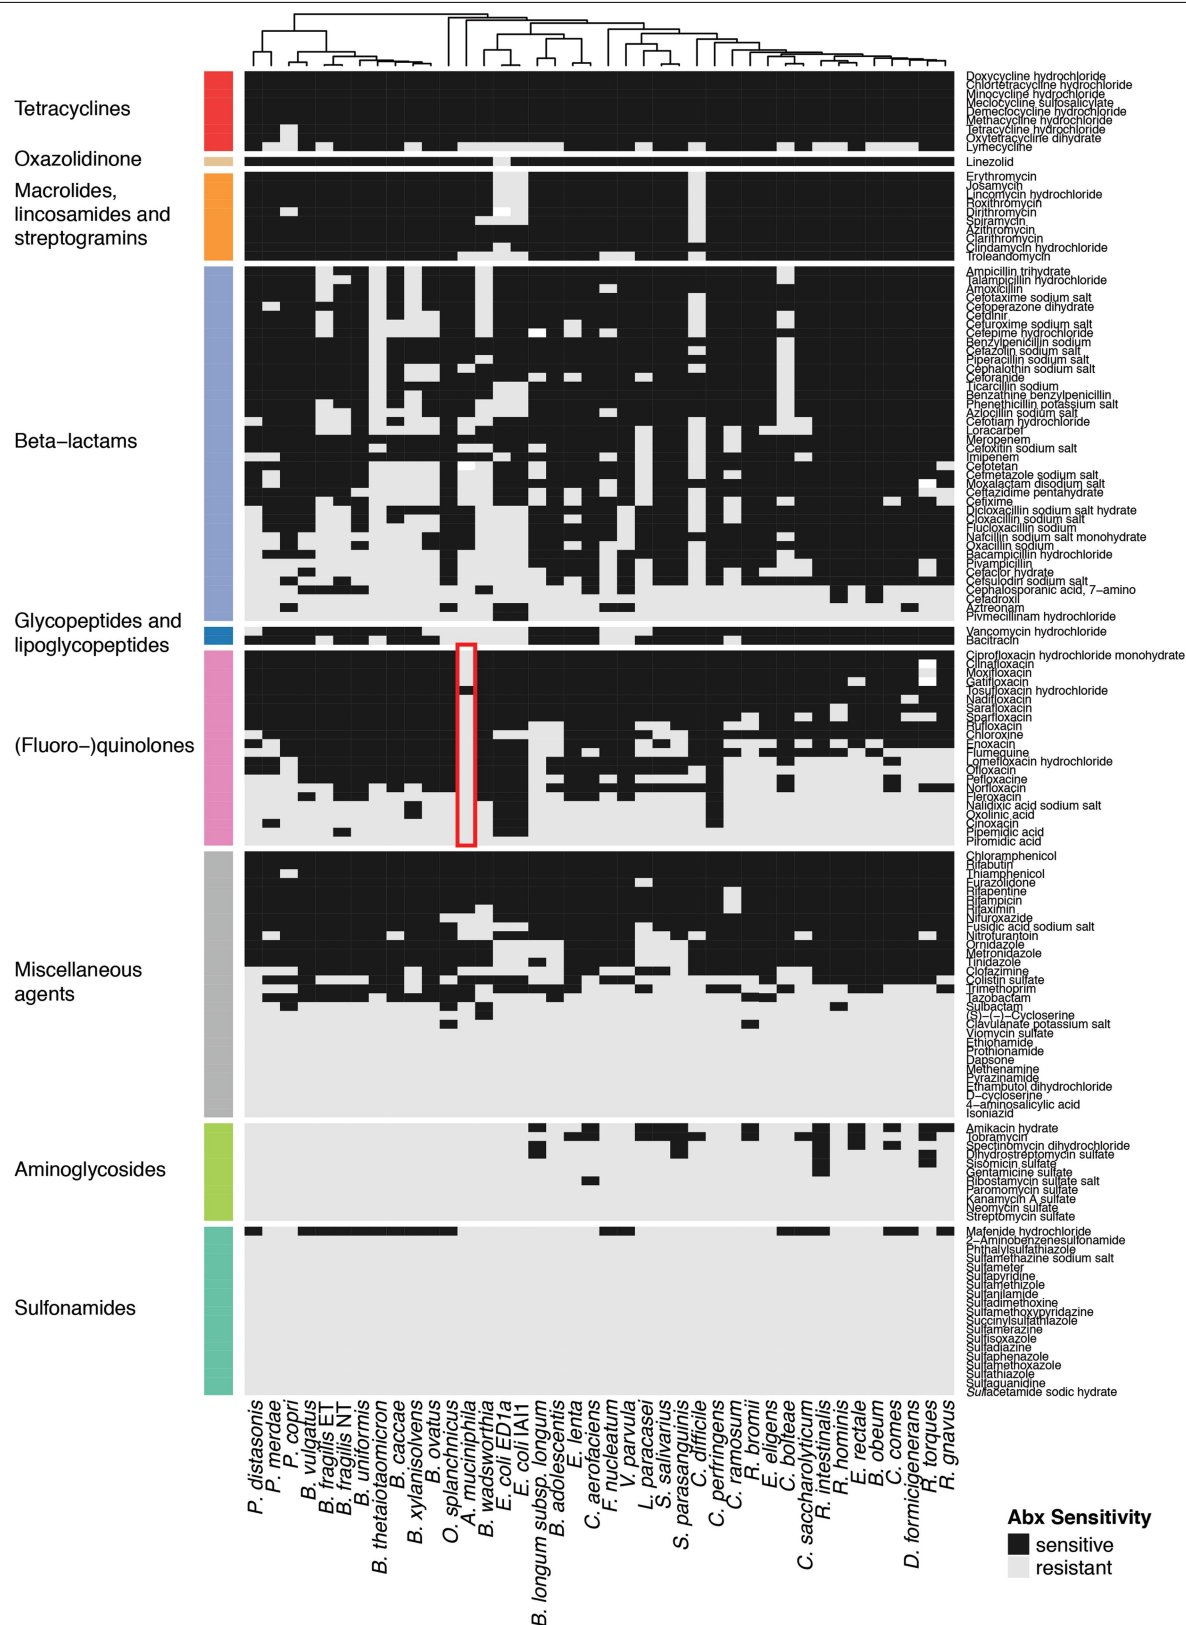 Tetracyclines
Oxazolidinone
Macrolides,
lincosamides and
streptogramins
Beta−lactams
Glycopeptides and
lipoglycopeptides
(Fluoro−)quinolones
Miscellaneous
agents
Aminoglycosides
Sulfonamides
Doxycycline hydrochloride
Chlortetracycline hydrochloride
Minocycline hydrochloride
Meclocycline sulfosalicylate
Demeclocycline hydrochloride
Methacycline hydrochloride
Tetracycline hydrochloride
Oxytetracycline dihydrate
Lymecycline
Linezolid
Erythromycin
Josamycin
Lincomycin hydrochloride
Roxithromycin
Dirithromycin
Spiramycin
Azithromycin
Clarithromycin
Clindamycin hydrochloride
Troleandomycin
Ampicillin trihydrate
Talampicillin hydrochloride
Amoxicillin
Cefotaxime sodium salt
Cefoperazone dihydrate
Cefdinir
Cefuroxime sodium salt
Cefepime hydrochloride
Benzylpenicillin sodium
Cefazolin sodium salt
Piperacillin sodium salt
Cephalothin sodium salt
Ceforanide
Ticarcillin sodium
Benzathine benzylpenicillin
Phenethicillin potassium salt
Azlocillin sodium salt
Cefotiam hydrochloride
Loracarbef
Meropenem
Cefoxitin sodium salt
Imipenem
Cefotetan
Cefmetazole sodium salt
Moxalactam disodium salt
Ceftazidime pentahydrate
Cefixime
Dicloxacillin sodium salt hydrate
Cloxacillin sodium salt
Flucloxacillin sodium
Nafcillin sodium salt monohydrate
Oxacillin sodium
Bacampicillin hydrochloride
Pivampicillin
Cefaclor hydrate
Cefsulodin sodium salt
Cephalosporanic acid, 7−amino
Cefadroxil
Aztreonam
Pivmecillinam hydrochloride
Vancomycin hydrochloride
Bacitracin
Ciprofloxacin hydrochloride monohydrate
Clinafloxacin
Moxifloxacin
Gatifloxacin
Tosufloxacin hydrochloride
Nadifloxacin
Sarafloxacin
Sparfloxacin
Rufloxacin
Chloroxine
Enoxacin
Flumequine
Lomefloxacin hydrochloride
Ofloxacin
Pefloxacine
Norfloxacin
Fleroxacin
Nalidixic acid sodium salt
Oxolinic acid
Cinoxacin
Pipemidic acid
Piromidic acid
Chloramphenicol
Rifabutin
Thiamphenicol
Furazolidone
Rifapentine
Rifampicin
Rifaximin
Nifuroxazide
Fusidic acid sodium salt
Nitrofurantoin
Ornidazole
Metronidazole
Tinidazole
Clofazimine
Colistin sulfate
Trimethoprim
Tazobactam
Sulbactam
(S)−(−)−Cycloserine
Clavulanate potassium salt
Viomycin sulfate
Ethionamide
Prothionamide
Dapsone
Methenamine
Pyrazinamide
Ethambutol dihydrochloride
D−cycloserine
4−aminosalicylic acid
Isoniazid
Amikacin hydrate
Tobramycin
Spectinomycin dihydrochloride
Dihydrostreptomycin sulfate
Sisomicin sulfate
Gentamicine sulfate
Ribostamycin sulfate salt
Paromomycin sulfate
Kanamycin A sulfate
Neomycin sulfate
Streptomycin sulfate
Mafenide hydrochloride
2−Aminobenzenesulfonamide
Phthalylsulfathiazole
Sulfamethazine sodium salt
Sulfameter
Sulfapyridine
Sulfamethizole
Sulfanilamide
Sulfadimethoxine
Sulfamethoxypyridazine
Succinylsulfathiazole
Sulfamerazine
Sulfisoxazole
Sulfadiazine
Sulfaphenazole
Sulfamethoxazole
Sulfathiazole
Sulfaguanidine
Sulfacetamide sodic hydrate
P. distasonis
P. merdae
P. copri
B. vulgatus
B. fragilis ET
B. fragilis NT
B. uniformis
B. thetaiotaomicron
B. caccae
B. xylanisolvens
B. ovatus
O. splanchnicus
A. muciniphila
B. wadsworthia
E. coli ED1a
E. coli IAI1
B. longum subsp. longum
B. adolescentis
E. lenta
C. aerofaciens
F. nucleatum
V. parvula
L. paracasei
S. salivarius
S. parasanguinis
C. difficile
C. perfringens
C. ramosum
R. bromii
E. eligens
C. bolteae
C. saccharolyticum
R. intestinalis
R. hominis
E. rectale
B. obeum
C. comes
D. formicigenerans
R. torques
R. gnavus
Abx Sensitivity
sensitive
resistant